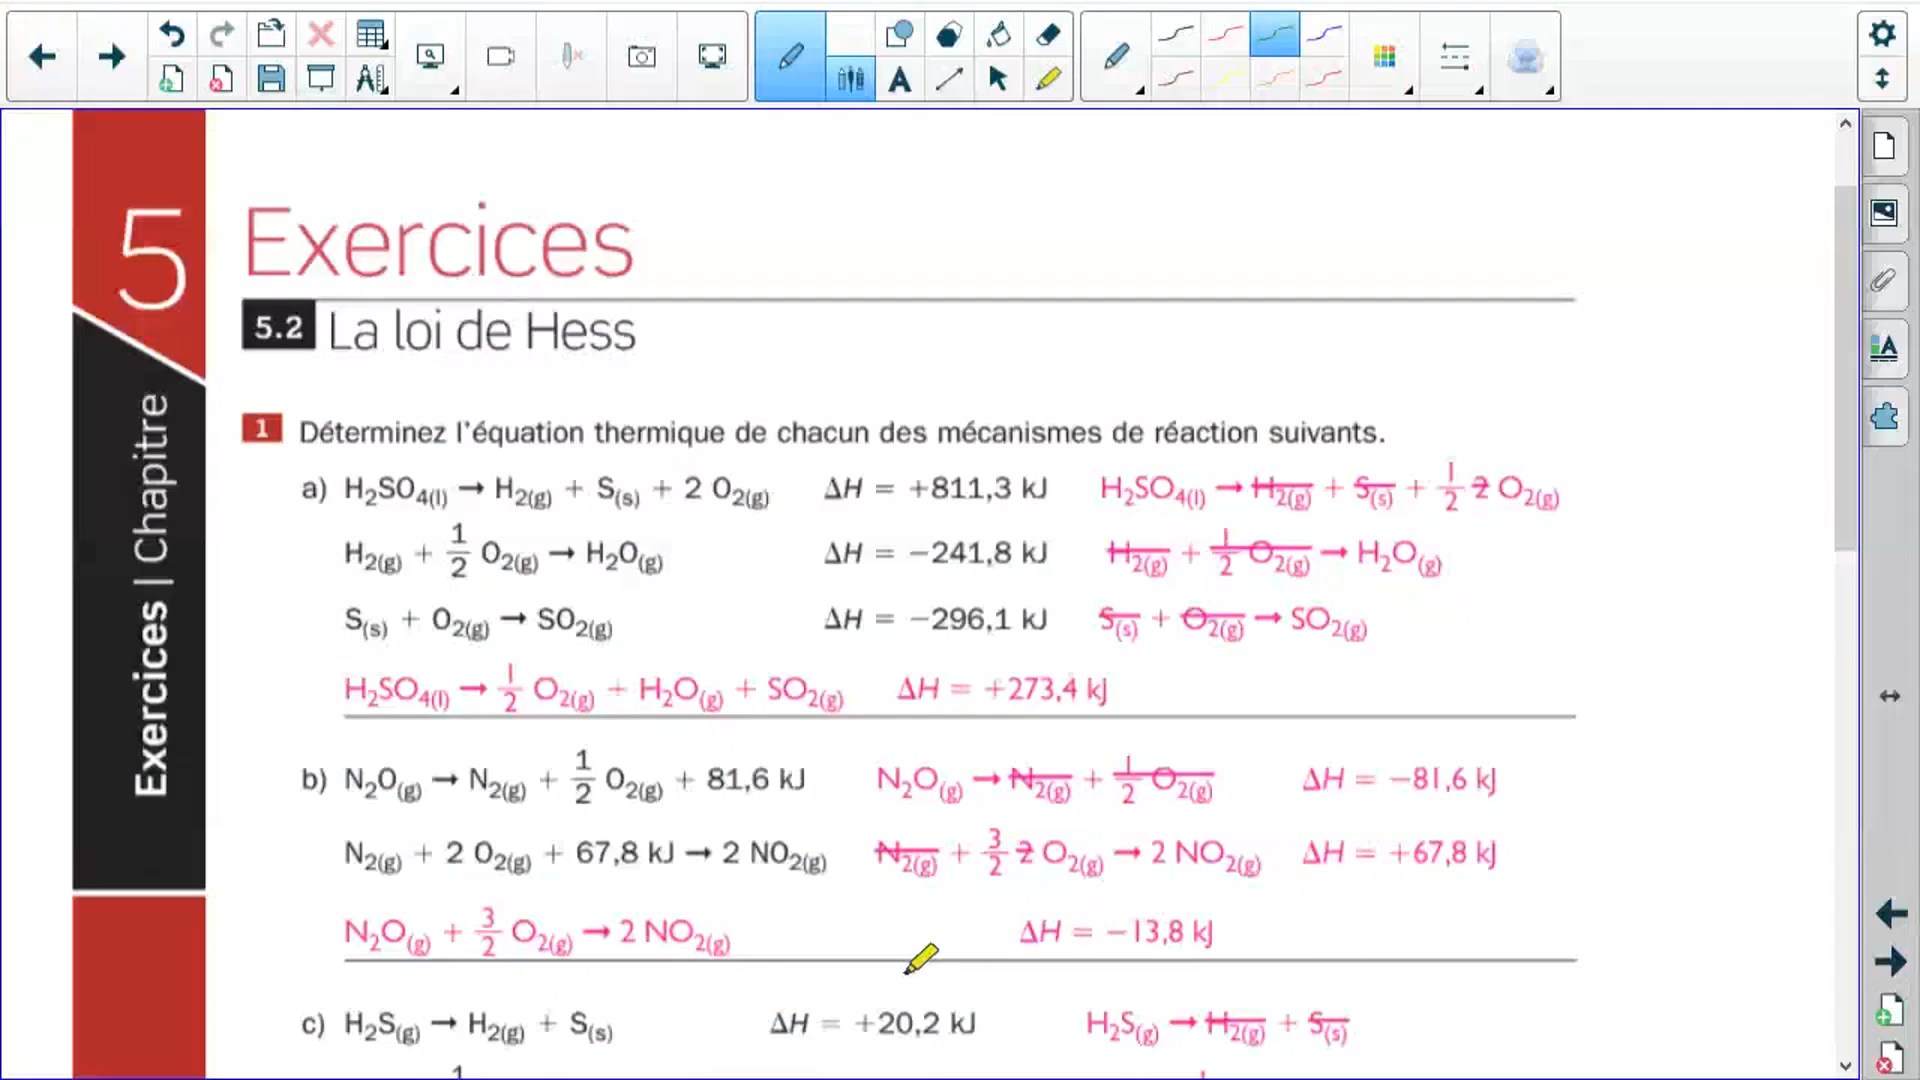 5
Exercices
5.2 La loi de Hess
Exercices | Chapitre
1 Déterminez l'équation thermique de chacun des mécanismes de réaction suivants.
a) H₂SO₄₍ₗ₎ → H₂₍g₎ + S₍ₛ₎ + 2 O₂₍g₎ ΔH = +811,3 kJ H₂SO₄₍ₗ₎ → H₂₍g₎ + S₍ₛ₎ + 1/2 2 O₂₍g₎
H₂₍g₎ + 1/2 O₂₍g₎ → H₂O₍g₎ ΔH = −241,8 kJ H₂₍g₎ + 1/2 O₂₍g₎ → H₂O₍g₎
S₍ₛ₎ + O₂₍g₎ → SO₂₍g₎ ΔH = −296,1 kJ S₍ₛ₎ + O₂₍g₎ → SO₂₍g₎
H₂SO₄₍ₗ₎ → 1/2 O₂₍g₎ + H₂O₍g₎ + SO₂₍g₎ ΔH = +273,4 kJ
b) N₂O₍g₎ → N₂₍g₎ + 1/2 O₂₍g₎ + 81,6 kJ N₂O₍g₎ → N₂₍g₎ + 1/2 O₂₍g₎ ΔH = −81,6 kJ
N₂₍g₎ + 2 O₂₍g₎ + 67,8 kJ → 2 NO₂₍g₎ N₂₍g₎ + 3/2 2 O₂₍g₎ → 2 NO₂₍g₎ ΔH = +67,8 kJ
N₂O₍g₎ + 3/2 O₂₍g₎ → 2 NO₂₍g₎ ΔH = −13,8 kJ
c) H₂S₍g₎ → H₂₍g₎ + S₍ₛ₎ ΔH = +20,2 kJ H₂S₍g₎ → H₂₍g₎ + S₍ₛ₎